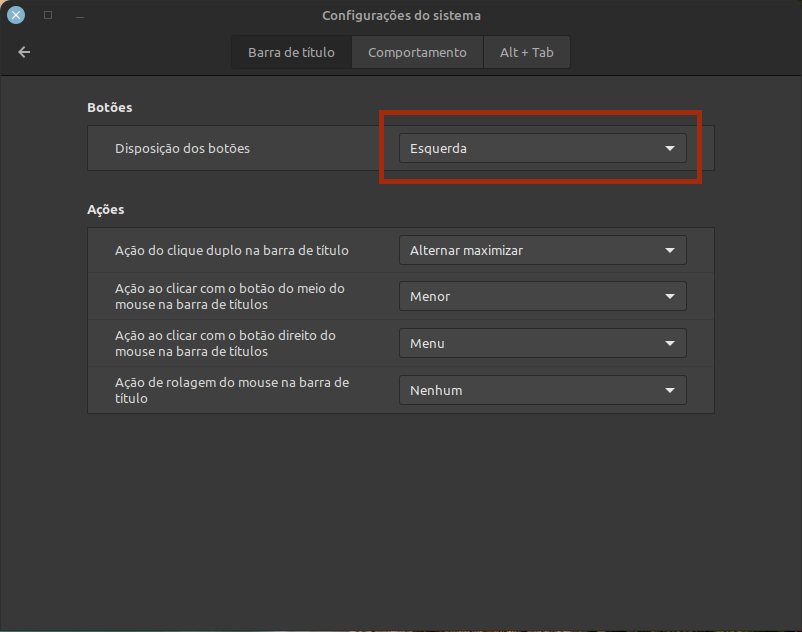 Configurações do sistema
Barra de título
Comportamento
Alt + Tab
Botões
Disposição dos botões
Esquerda
Ações
Ação do clique duplo na barra de título
Alternar maximizar
Ação ao clicar com o botão do meio do
mouse na barra de títulos
Menor
Ação ao clicar com o botão direito do
mouse na barra de títulos
Menu
Ação de rolagem do mouse na barra de
título
Nenhum